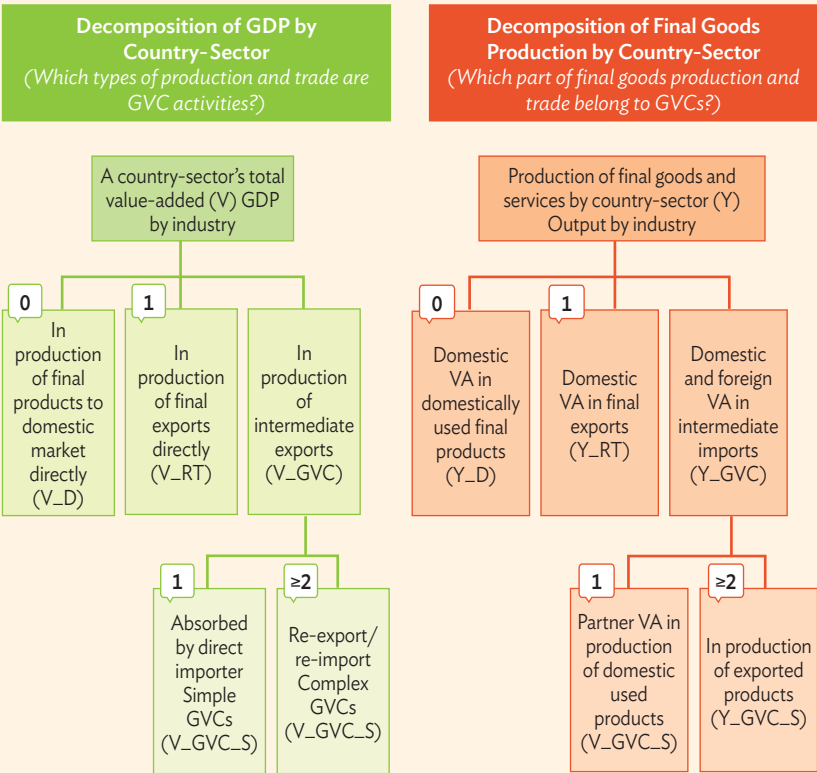 Decomposition of GDP by
Country-Sector
(Which types of production and trade are
GVC activities?)
A country-sector's total
value-added (V) GDP
by industry
0
In
production
of final
products to
domestic
market
directly
(V_D)
1
In
production
of final
exports
directly
(V_RT)
In
production
of
intermediate
exports
(V_GVC)
1
Absorbed
by direct
importer
Simple
GVCs
(V_GVC_S)
≥2
Re-export/
re-import
Complex
GVCs
(V_GVC_S)
Decomposition of Final Goods
Production by Country-Sector
(Which part of final goods production and
trade belong to GVCs?)
Production of final goods and
services by country-sector (Y)
Output by industry
0
Domestic
VA in
domestically
used final
products
(Y_D)
1
Domestic
VA in final
exports
(Y_RT)
Domestic
and foreign
VA in
intermediate
imports
(Y_GVC)
1
Partner VA in
production
of domestic
used
products
(V_GVC_S)
≥2
In production
of exported
products
(Y_GVC_S)